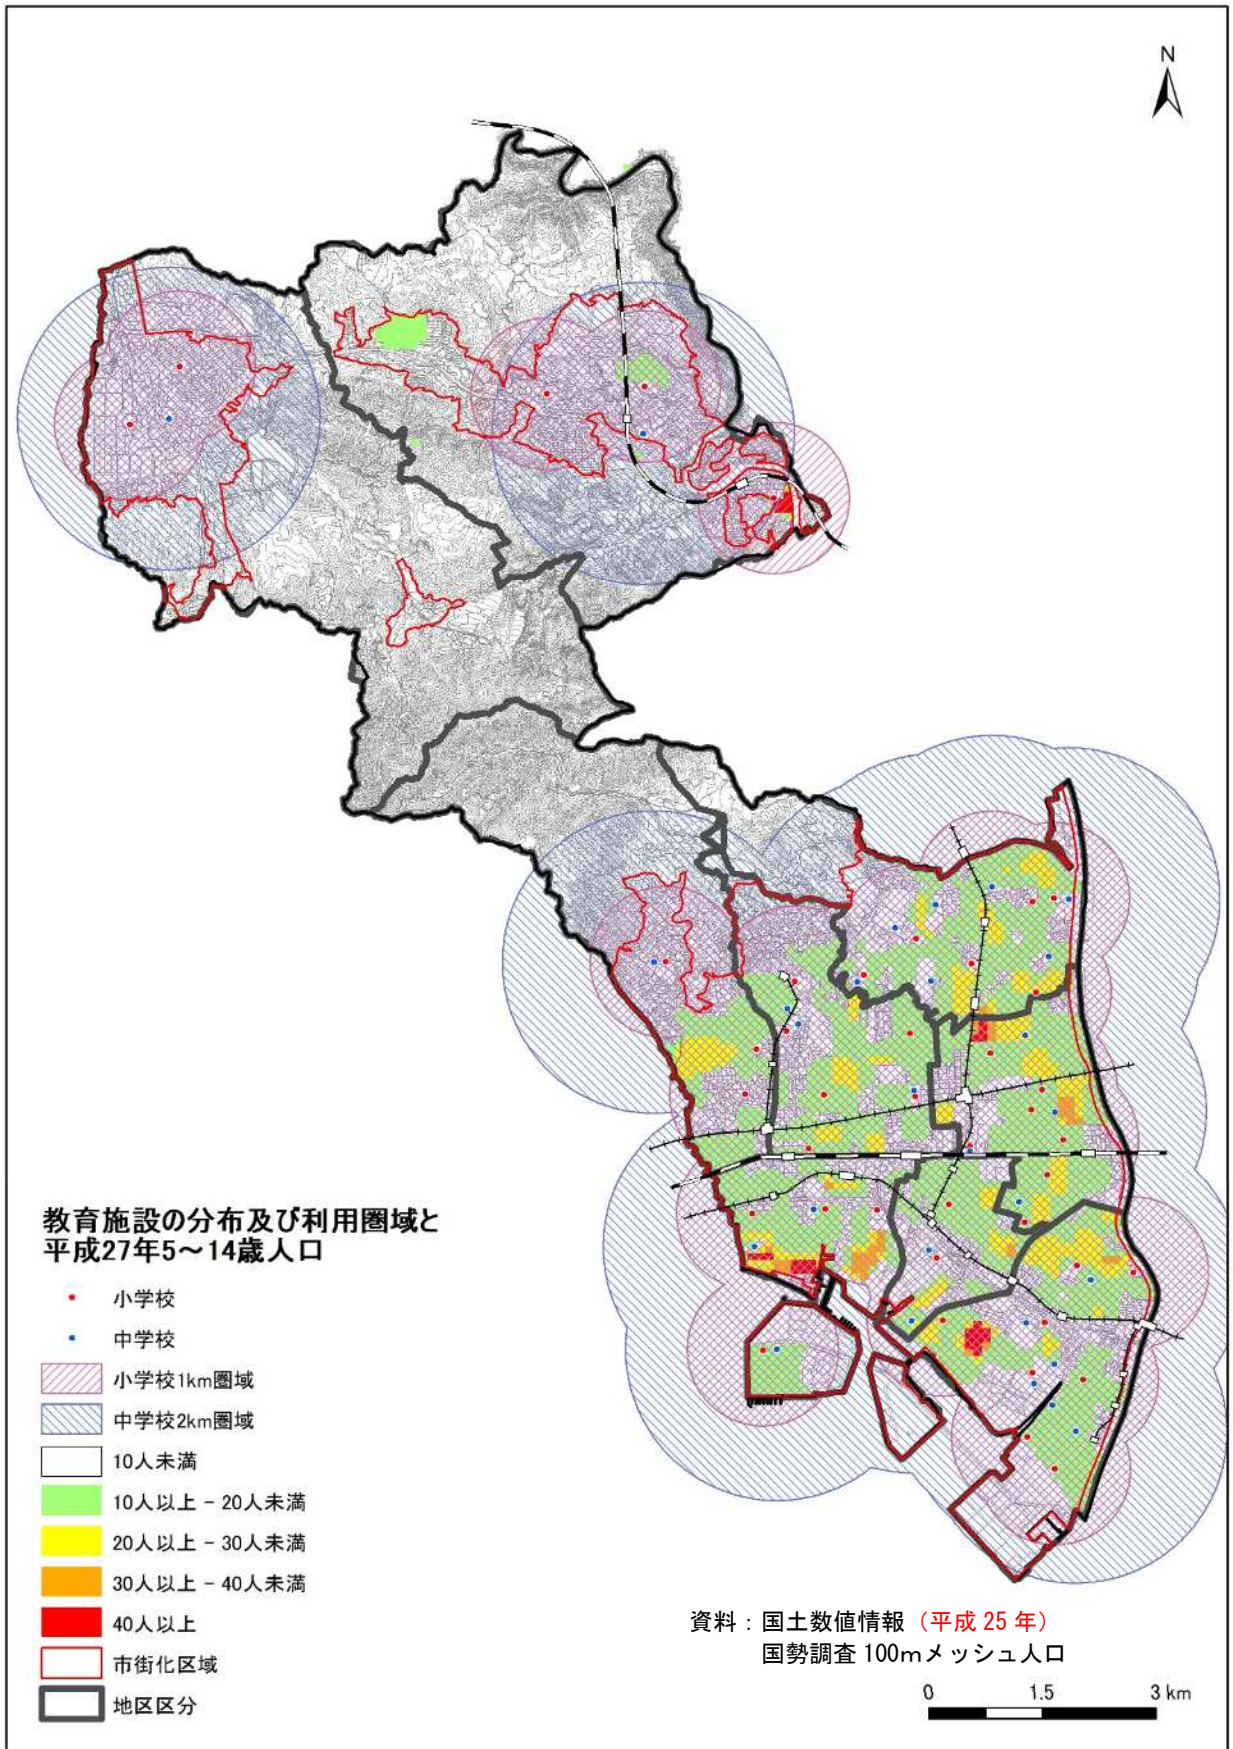 N
教育施設の分布及び利用圏域と
平成27年5～14歳人口
小学校
中学校
小学校1km圏域
中学校2km圏域
10人未満
10人以上 − 20人未満
20人以上 − 30人未満
30人以上 − 40人未満
40人以上
市街化区域
地区区分
資料：国土数値情報（平成 25 年）
国勢調査 100mメッシュ人口
0 1.5 3 km